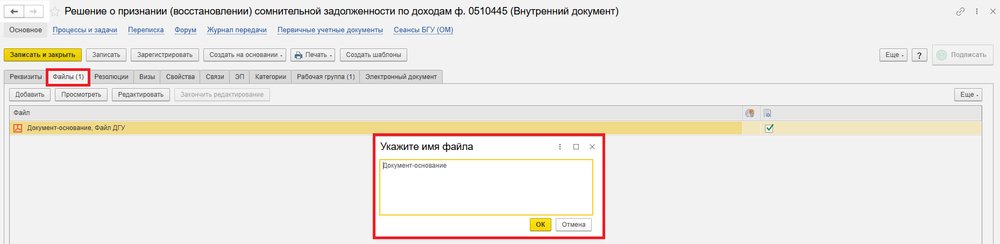 Решение о признании (восстановлении) сомнительной задолженности по доходам ф. 0510445 (Внутренний документ)
Основное Процессы и задачи Переписка Форум Журнал передачи Первичные учетные документы Сеансы БГУ (ОМ)
Записать и закрыть Записать Зарегистрировать Создать на основании Печать Создать шаблоны Еще ? Подписать
Реквизиты Файлы (1) Резолюции Визы Свойства Связи ЭП Категории Рабочая группа (1) Электронный документ
Добавить Просмотреть Редактировать Закончить редактирование Еще
Файл
Документ-основание, Файл ДГУ
Укажите имя файла
Документ-основание
ОК Отмена